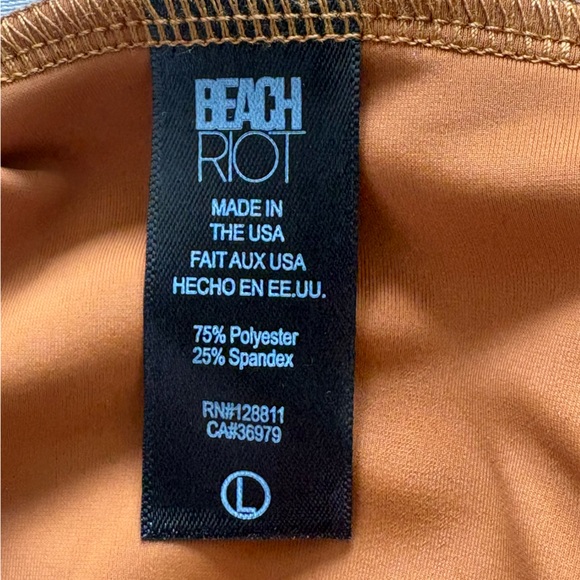 BEACH
RIOT
MADE IN
THE USA
FAIT AUX USA
HECHO EN EE.UU.
75% Polyester
25% Spandex
RN#128811
CA#36979
L